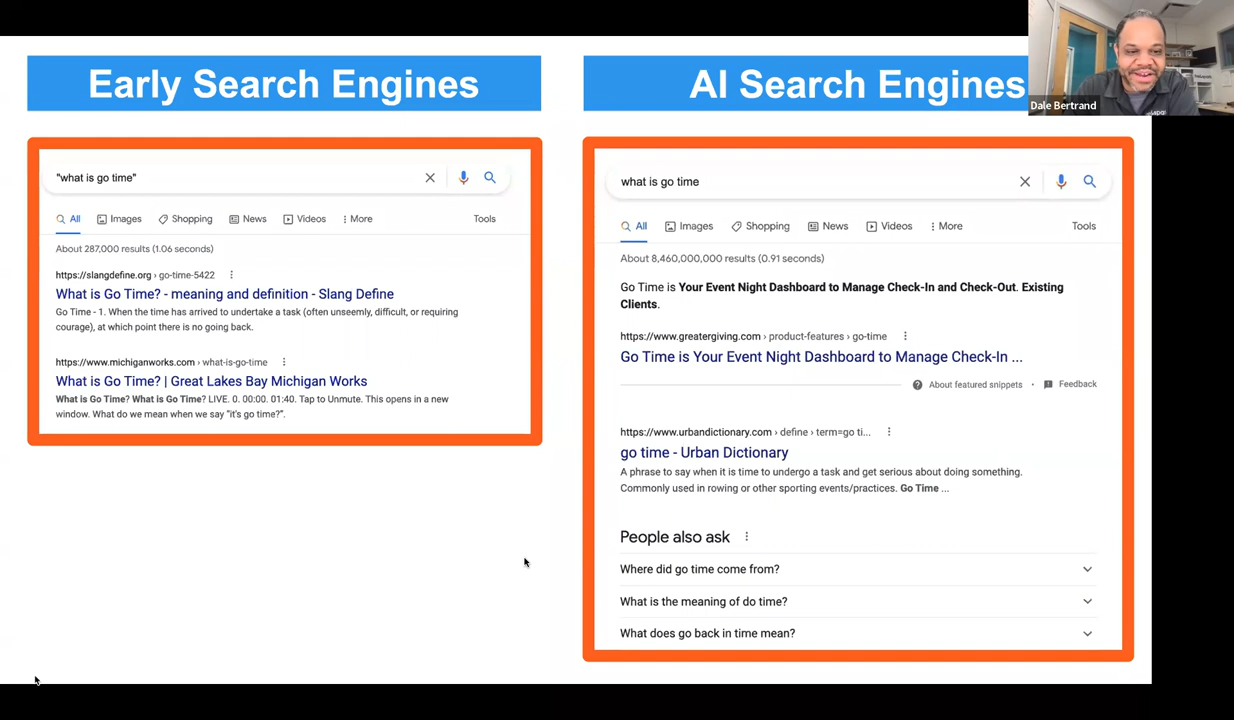 Early Search Engines
"what is go time"
All
Images
Shopping
News
Videos
More
Tools
About 287,000 results (1.06 seconds)
https://slangdefine.org › go-time-5422
What is Go Time? - meaning and definition - Slang Define
Go Time - 1. When the time has arrived to undertake a task (often unseemly, difficult, or requiring
courage), at which point there is no going back.
https://www.michiganworks.com › what-is-go-time
What is Go Time? | Great Lakes Bay Michigan Works
What is Go Time? What is Go Time? LIVE. 0. 00:00. 01:40. Tap to Unmute. This opens in a new
window. What do we mean when we say "it's go time?".
AI Search Engines
what is go time
All
Images
Shopping
News
Videos
More
Tools
About 8,460,000,000 results (0.91 seconds)
Go Time is Your Event Night Dashboard to Manage Check-In and Check-Out. Existing
Clients.
https://www.greatergiving.com › product-features › go-time
Go Time is Your Event Night Dashboard to Manage Check-In ...
About featured snippets • Feedback
https://www.urbandictionary.com › define › term=go ti...
go time - Urban Dictionary
A phrase to say when it is time to undergo a task and get serious about doing something.
Commonly used in rowing or other sporting events/practices. Go Time ...
People also ask
Where did go time come from?
What is the meaning of do time?
What does go back in time mean?
Dale Bertrand